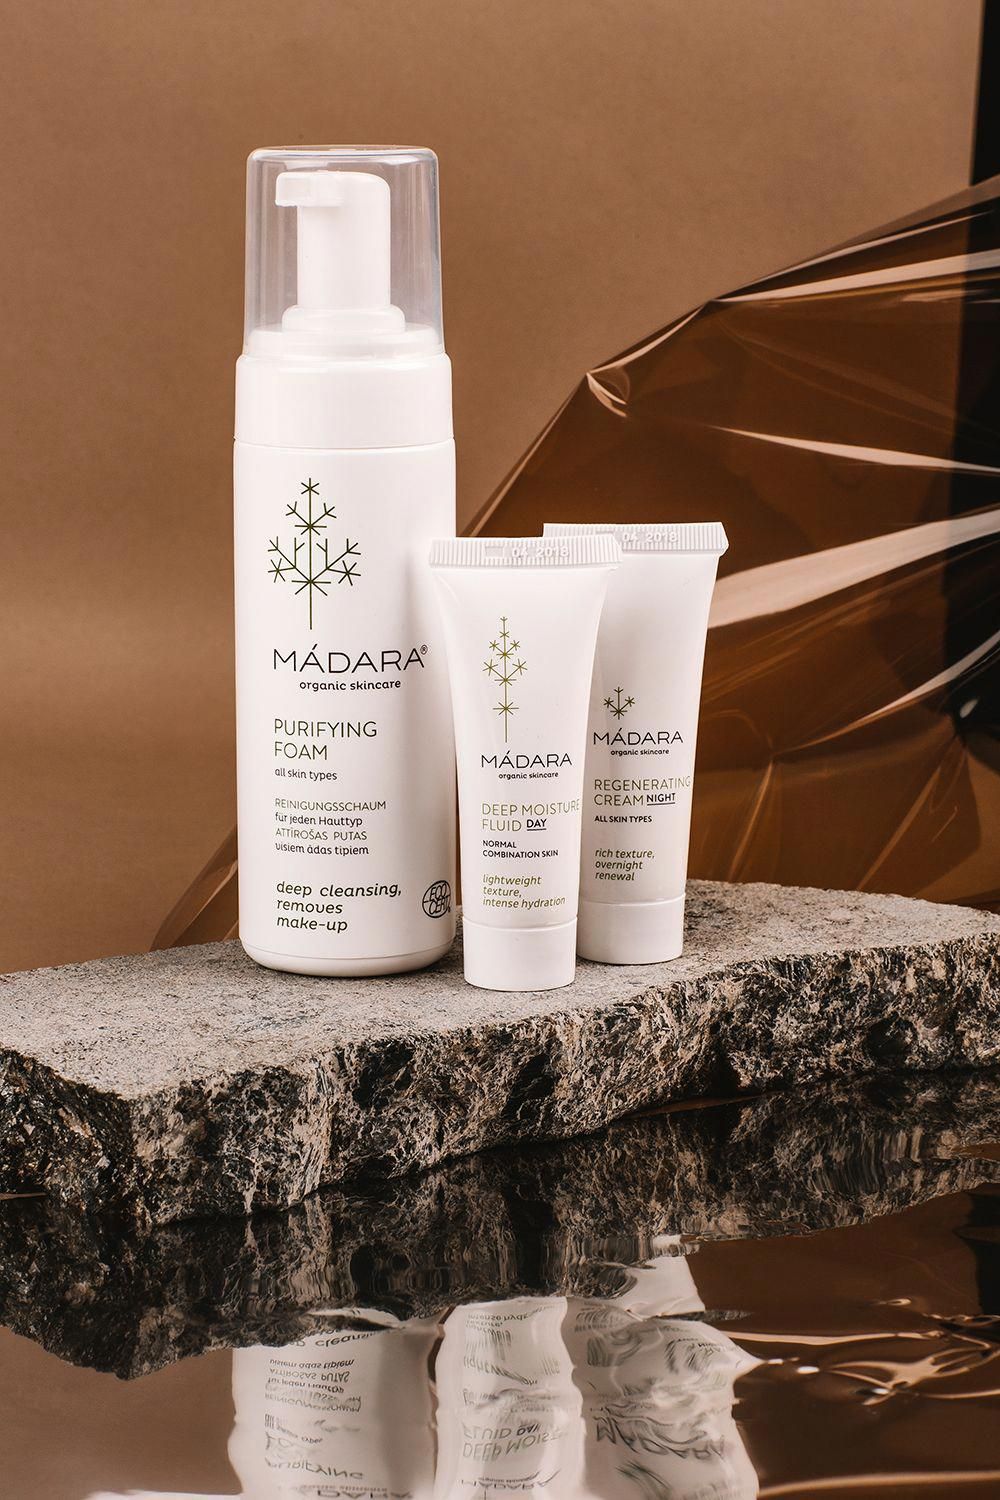 MÁDARA®
organic skincare
PURIFYING
FOAM
all skin types
REINIGUNGSSCHAUM
für jeden Hauttyp
ATTĪROŠAS PUTAS
visiem ādas tipiem
deep cleansing,
removes
make-up
ECO
CERT
04 2018
MÁDARA
organic skincare
DEEP MOISTURE
FLUID DAY
NORMAL
COMBINATION SKIN
lightweight
texture,
intense hydration
04 2018
MÁDARA
organic skincare
REGENERATING
CREAM NIGHT
ALL SKIN TYPES
rich texture,
overnight
renewal